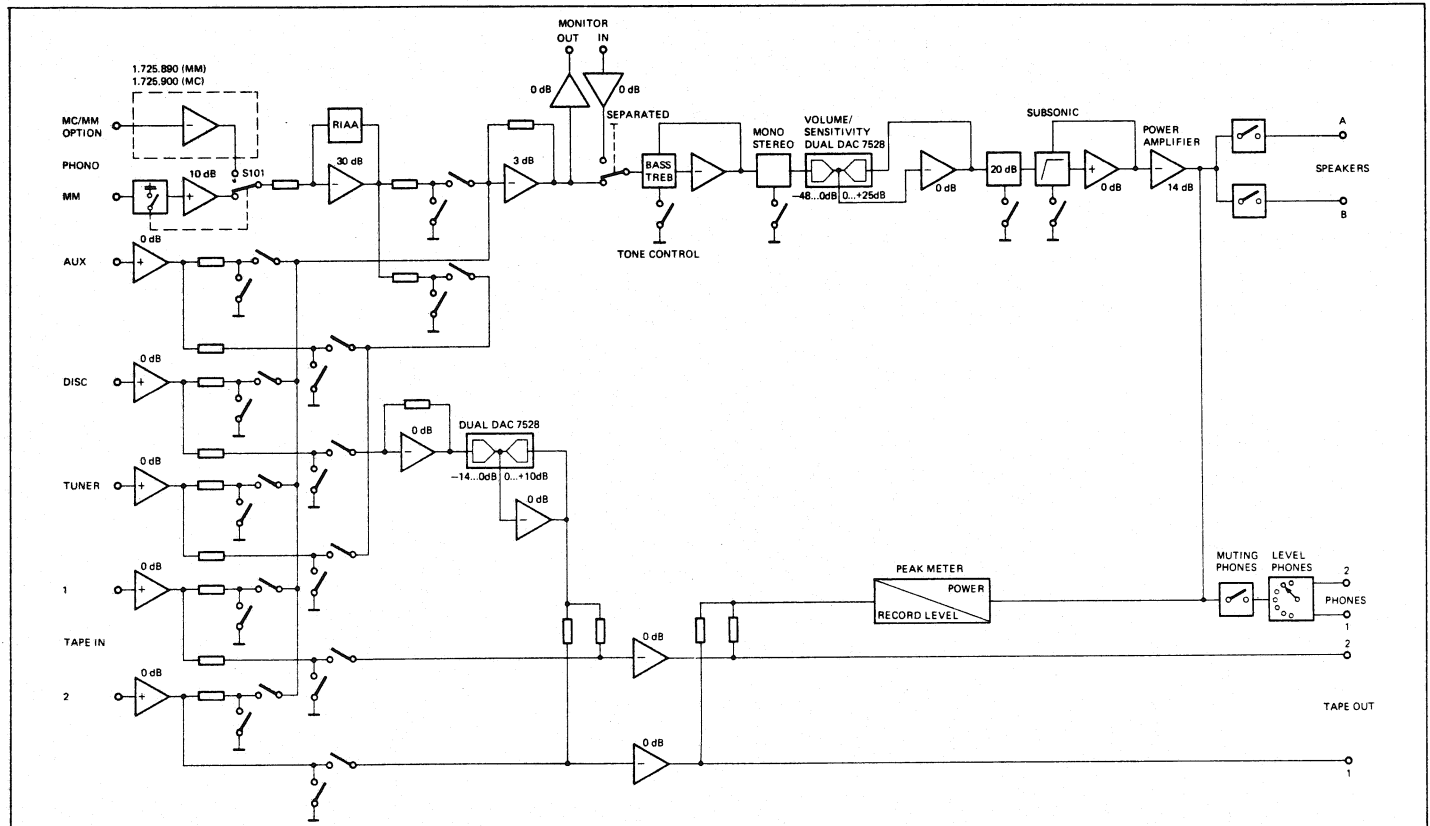 MONITOR
OUT IN
1.725.890 (MM)
1.725.900 (MC)
0 dB
0 dB
MC/MM
OPTION
RIAA
SEPARATED
PHONO
MM
10 dB
S101
30 dB
3 dB
BASS
TREB
TONE CONTROL
MONO
STEREO
VOLUME/
SENSITIVITY
DUAL DAC 7528
−48...0dB 0...+25dB
0 dB
20 dB
SUBSONIC
0 dB
POWER
AMPLIFIER
14 dB
A
SPEAKERS
B
AUX
0 dB
DISC
0 dB
TUNER
0 dB
0 dB
DUAL DAC 7528
−14...0dB 0...+10dB
0 dB
1
0 dB
TAPE IN
2
0 dB
PEAK METER
POWER
RECORD LEVEL
MUTING
PHONES
LEVEL
PHONES
2
PHONES
1
0 dB
2
TAPE OUT
0 dB
1